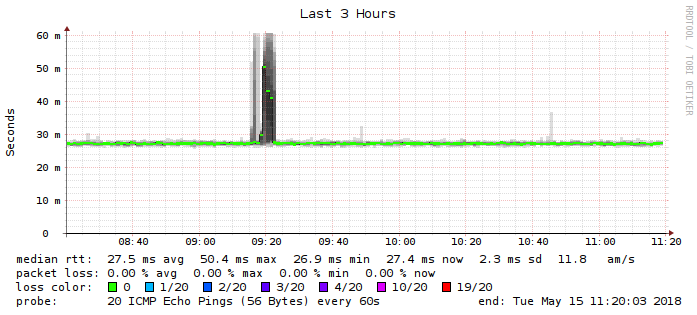 Last 3 Hours
RRDTOOL / TOBI OETIKER
Seconds
60 m
50 m
40 m
30 m
20 m
10 m
0
08:40 09:00 09:20 09:40 10:00 10:20 10:40 11:00 11:20
median rtt: 27.5 ms avg 50.4 ms max 26.9 ms min 27.4 ms now 2.3 ms sd 11.8 am/s
packet loss: 0.00 % avg 0.00 % max 0.00 % min 0.00 % now
loss color: 0 1/20 2/20 3/20 4/20 10/20 19/20
probe: 20 ICMP Echo Pings (56 Bytes) every 60s end: Tue May 15 11:20:03 2018